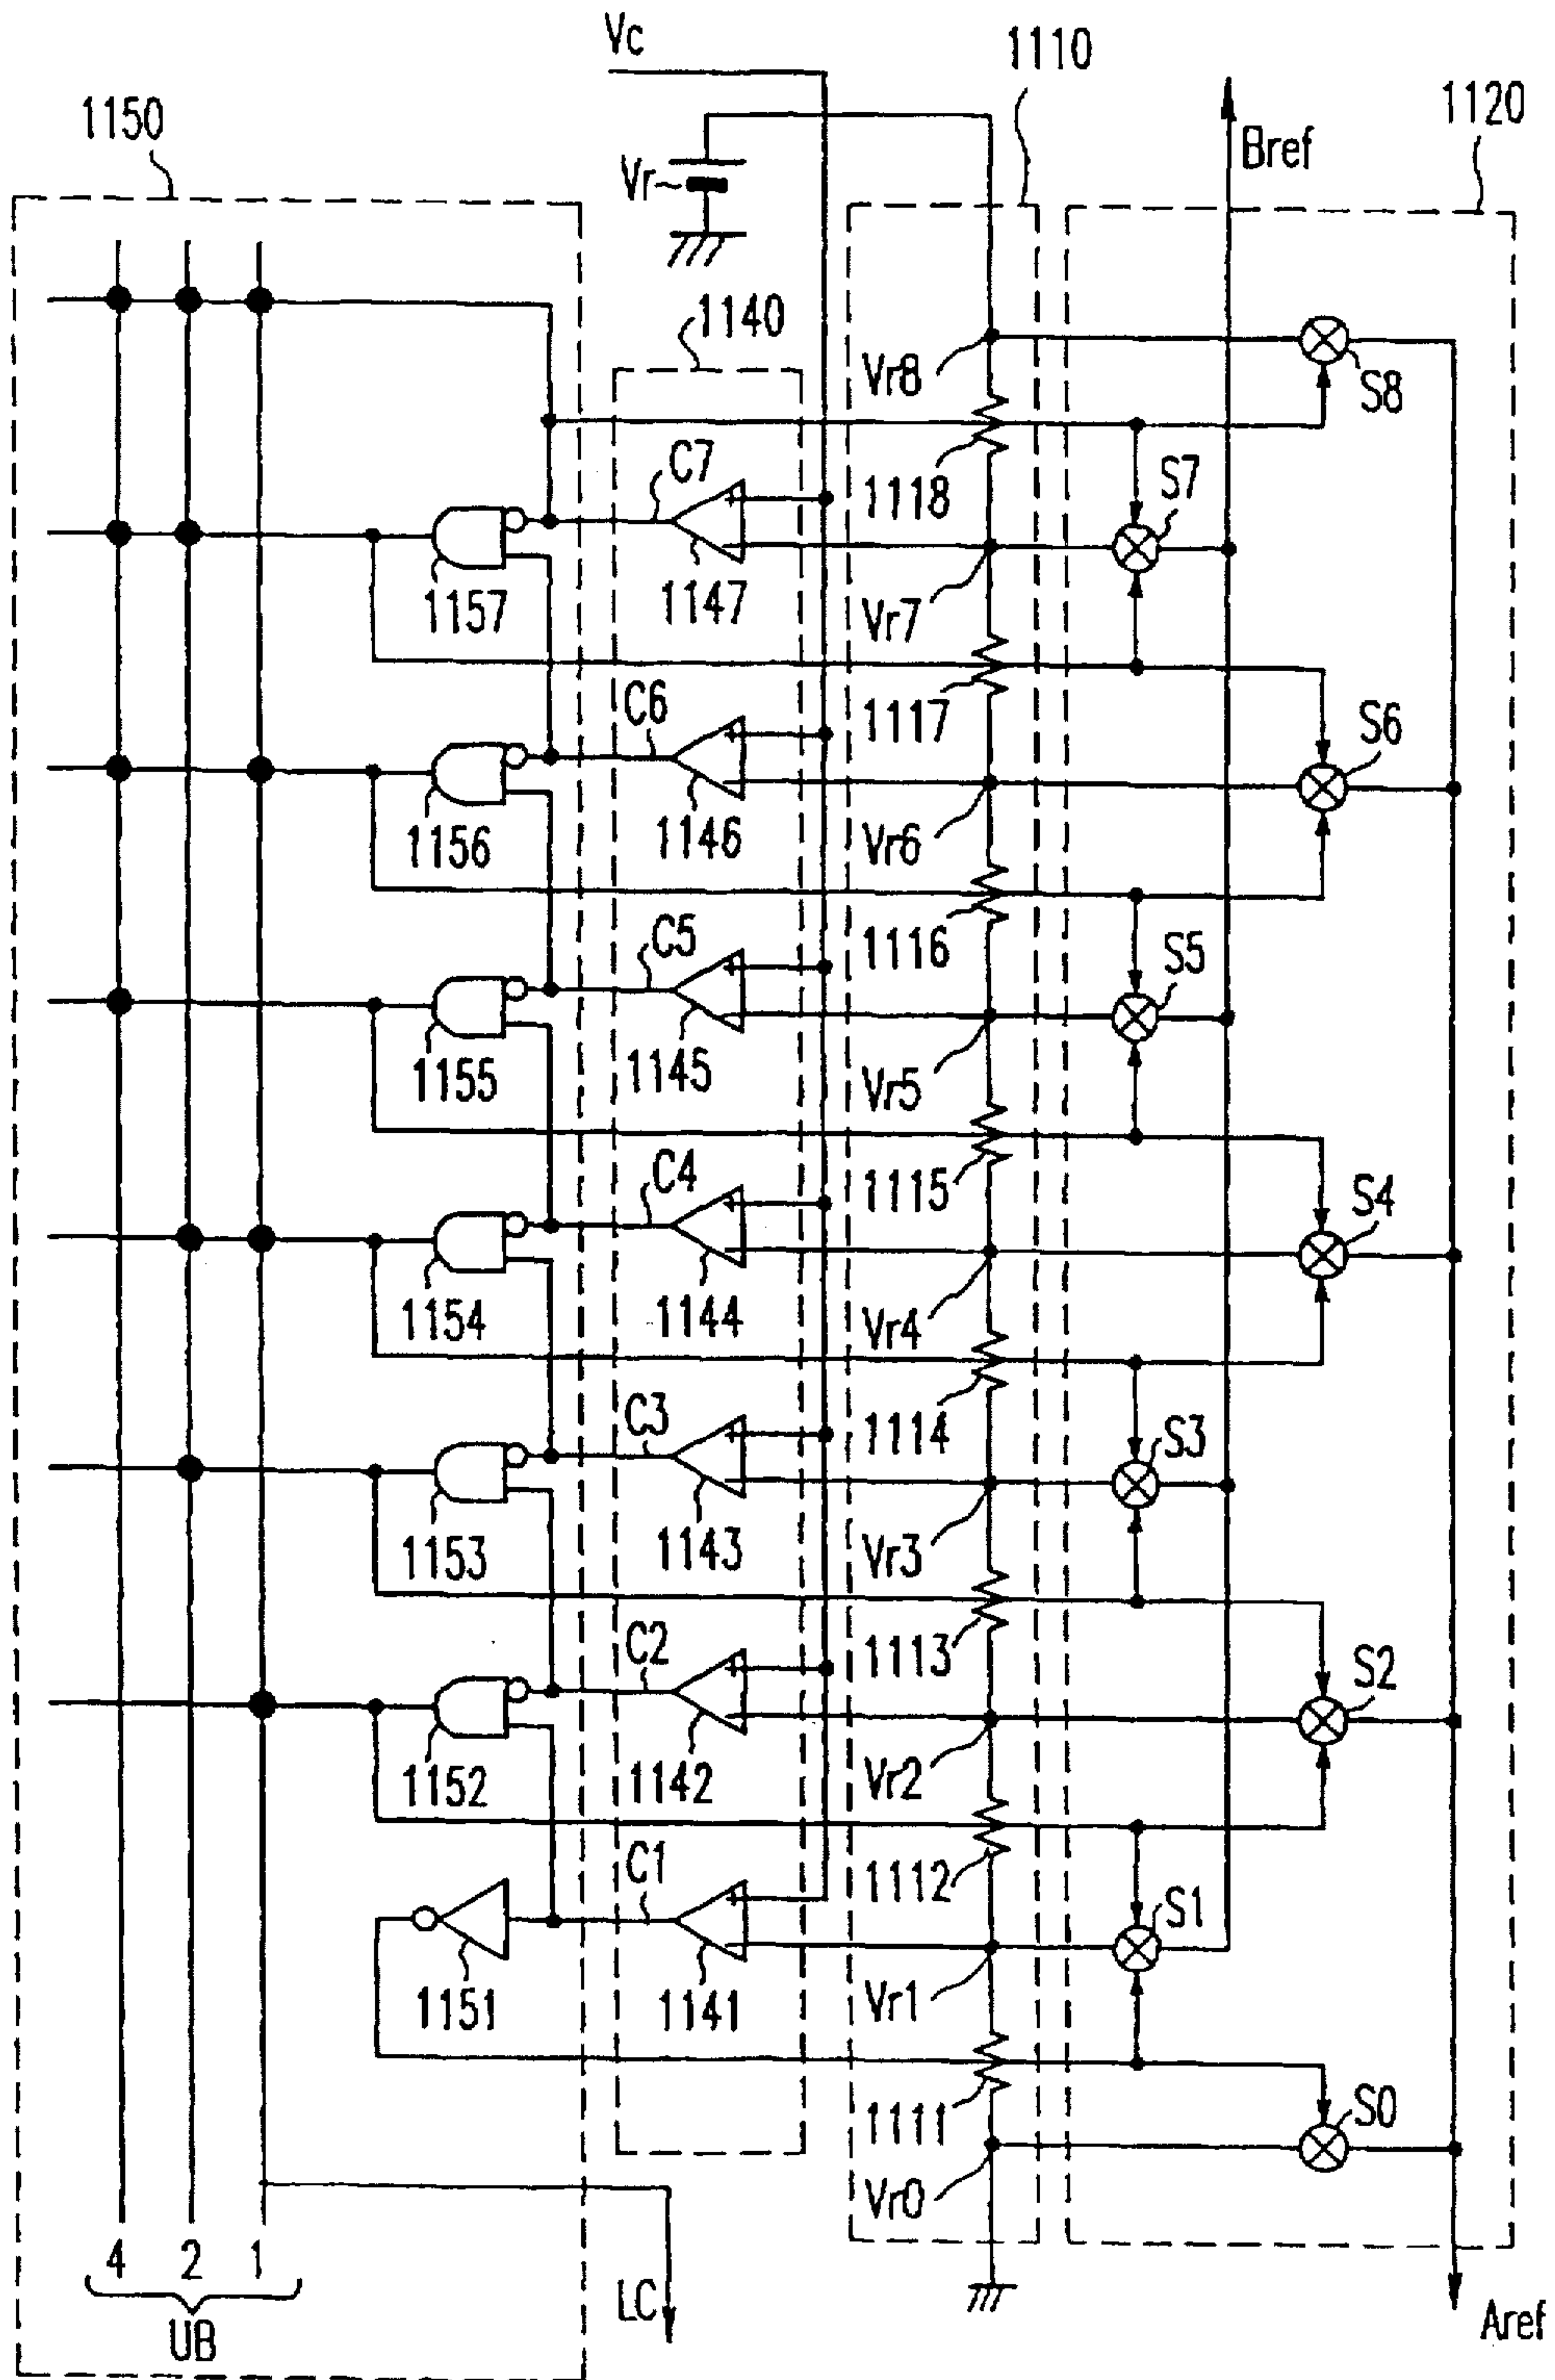 Vc
1110
1150
1120
Bref
Vr
1140
Vr8
S8
C7
1118
S7
1157
1147
Vr7
C6
1117
S6
1156
1146
Vr6
C5
1116
S5
1155
1145
Vr5
C4
1115
S4
1154
1144
Vr4
C3
1114
S3
1153
1143
Vr3
C2
1113
S2
1152
1142
Vr2
C1
1112
S1
1151
1141
Vr1
1111
S0
Vr0
4 2 1
LC
UB
Aref